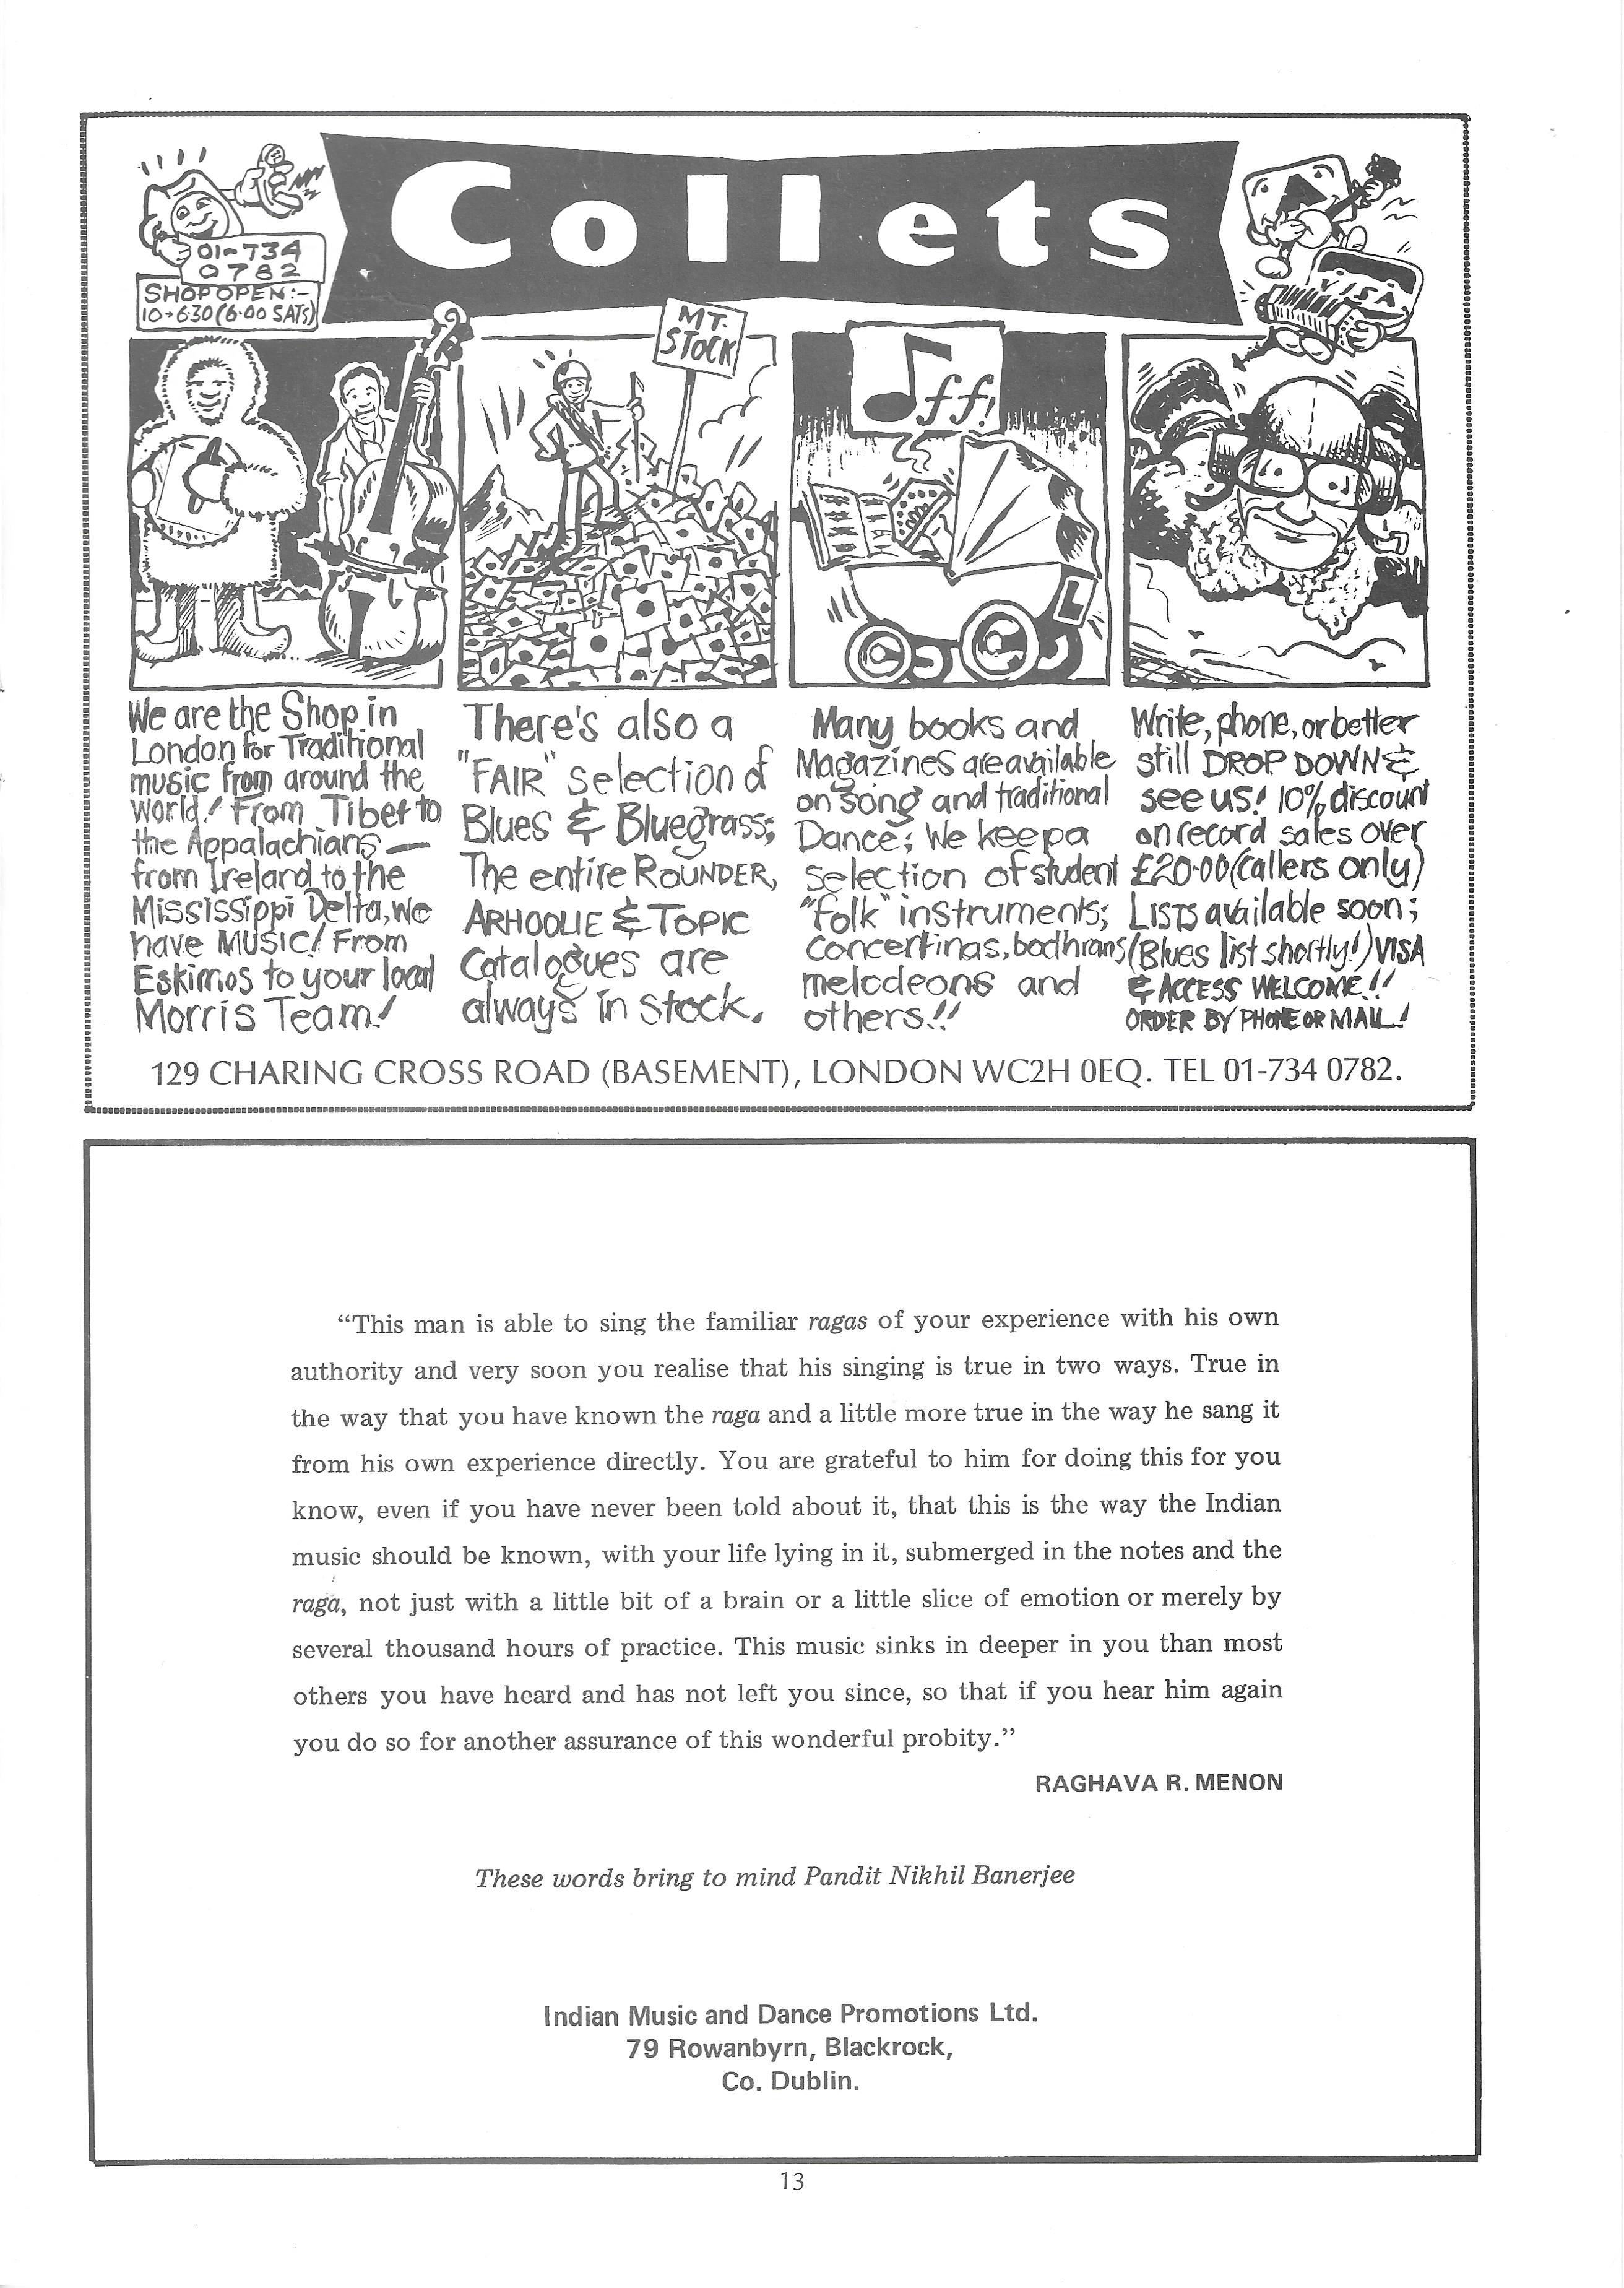 Collets
01-734
0782
SHOP OPEN:-
10-6·30 (6·00 SATS)
VISA
MT.
STOCK
ff!
L
We are the Shop in
London for Traditional
music from around the
world! From Tibet to
the Appalachians —
from Ireland to the
Mississippi Delta, we
have MUSIC! From
Eskimos to your local
Morris Team!
There's also a
"FAIR" selection of
Blues & Bluegrass;
The entire ROUNDER,
ARHOOLIE & TOPIC
Catalogues are
always in stock.
Many books and
Magazines are available
on song and traditional
Dance; We keep a
selection of student
"folk" instruments;
concertinas, bodhrans
melodeons and
others!!
Write, phone, or better
still DROP DOWN &
see us! 10% discount
on record sales over
£20·00 (Callers only)
LISTS available soon;
(Blues list shortly!) VISA
& ACCESS WELCOME!!
ORDER BY PHONE OR MAIL!
129 CHARING CROSS ROAD (BASEMENT), LONDON WC2H 0EQ. TEL 01-734 0782.
“This man is able to sing the familiar ragas of your experience with his own
authority and very soon you realise that his singing is true in two ways. True in
the way that you have known the raga and a little more true in the way he sang it
from his own experience directly. You are grateful to him for doing this for you
know, even if you have never been told about it, that this is the way the Indian
music should be known, with your life lying in it, submerged in the notes and the
raga, not just with a little bit of a brain or a little slice of emotion or merely by
several thousand hours of practice. This music sinks in deeper in you than most
others you have heard and has not left you since, so that if you hear him again
you do so for another assurance of this wonderful probity.”
RAGHAVA R. MENON
These words bring to mind Pandit Nikhil Banerjee
Indian Music and Dance Promotions Ltd.
79 Rowanbyrn, Blackrock,
Co. Dublin.
13